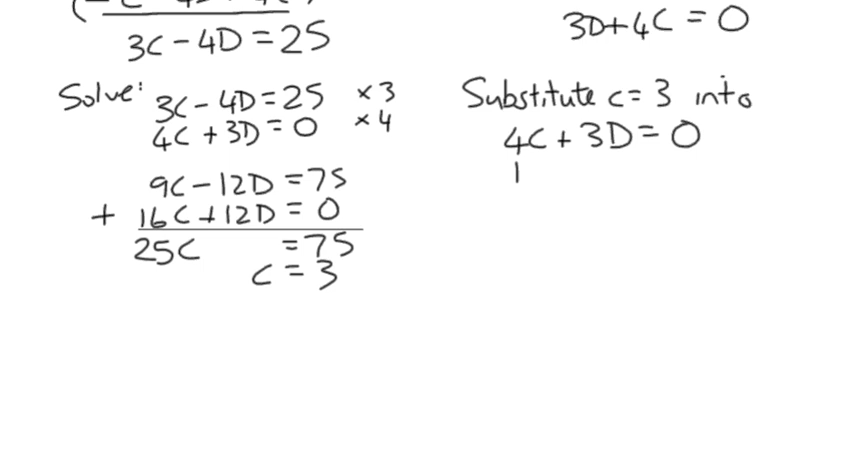 3C - 4D = 25
3D + 4C = 0
Solve: 3C - 4D = 25 × 3
4C + 3D = 0 × 4
9C - 12D = 75
+ 16C + 12D = 0
25C = 75
C = 3
Substitute C = 3 into
4C + 3D = 0
1